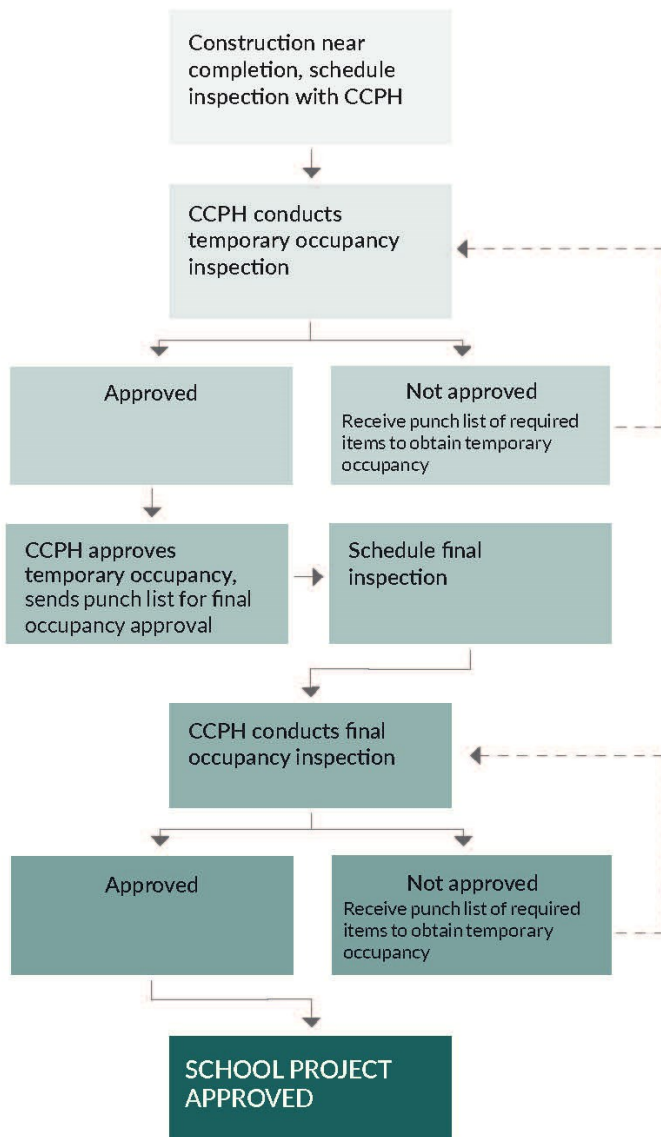 Construction near
completion, schedule
inspection with CCPH
CCPH conducts
temporary occupancy
inspection
Approved
Not approved
Receive punch list of required
items to obtain temporary
occupancy
CCPH approves
temporary occupancy,
sends punch list for final
occupancy approval
Schedule final
inspection
CCPH conducts final
occupancy inspection
Approved
Not approved
Receive punch list of required
items to obtain temporary
occupancy
SCHOOL PROJECT
APPROVED